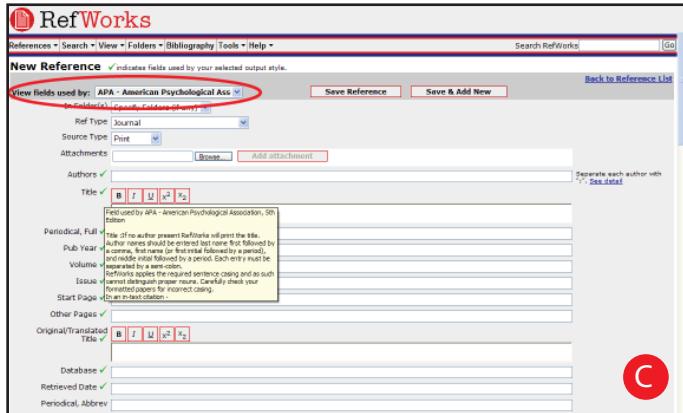 RefWorks
References Search View Folders Bibliography Tools Help Search RefWorks Go
New Reference ✓indicates fields used by your selected output style.
Back to Reference List
View fields used by: APA - American Psychological Ass Save Reference Save & Add New
In Folder(s) Specify Folders (if any)
Ref Type Journal
Source Type Print
Attachments Browse... Add attachment
Authors ✓ Separate each author with
";". See detail
Title ✓ B I U x² x₂
Field used by APA - American Psychological Association, 5th
Edition
Title :If no author present RefWorks will print the title.
Author names should be entered last name first followed by
a comma, first name (or first initial followed by a period),
and middle initial followed by a period. Each entry must be
separated by a semi-colon.
RefWorks applies the required sentence casing and as such
cannot distinguish proper nouns. Carefully check your
formatted papers for incorrect casing.
In an in-text citation -
Periodical, Full ✓
Pub Year ✓
Volume ✓
Issue ✓
Start Page ✓
Other Pages ✓
Original/Translated
Title ✓ B I U x² x₂
Database ✓
Retrieved Date ✓
Periodical, Abbrev
C